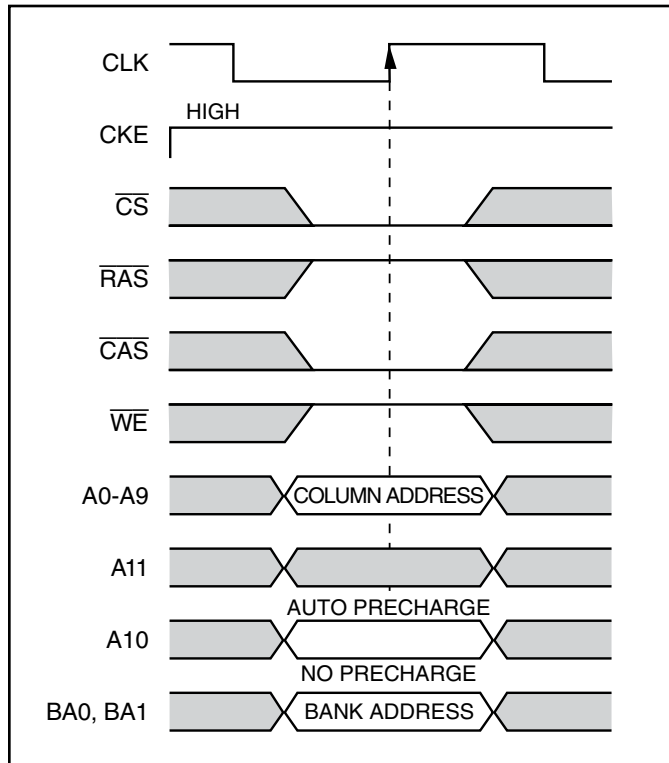 CLK
HIGH
CKE
CS
RAS
CAS
WE
A0-A9 COLUMN ADDRESS
A11
AUTO PRECHARGE
A10
NO PRECHARGE
BA0, BA1 BANK ADDRESS